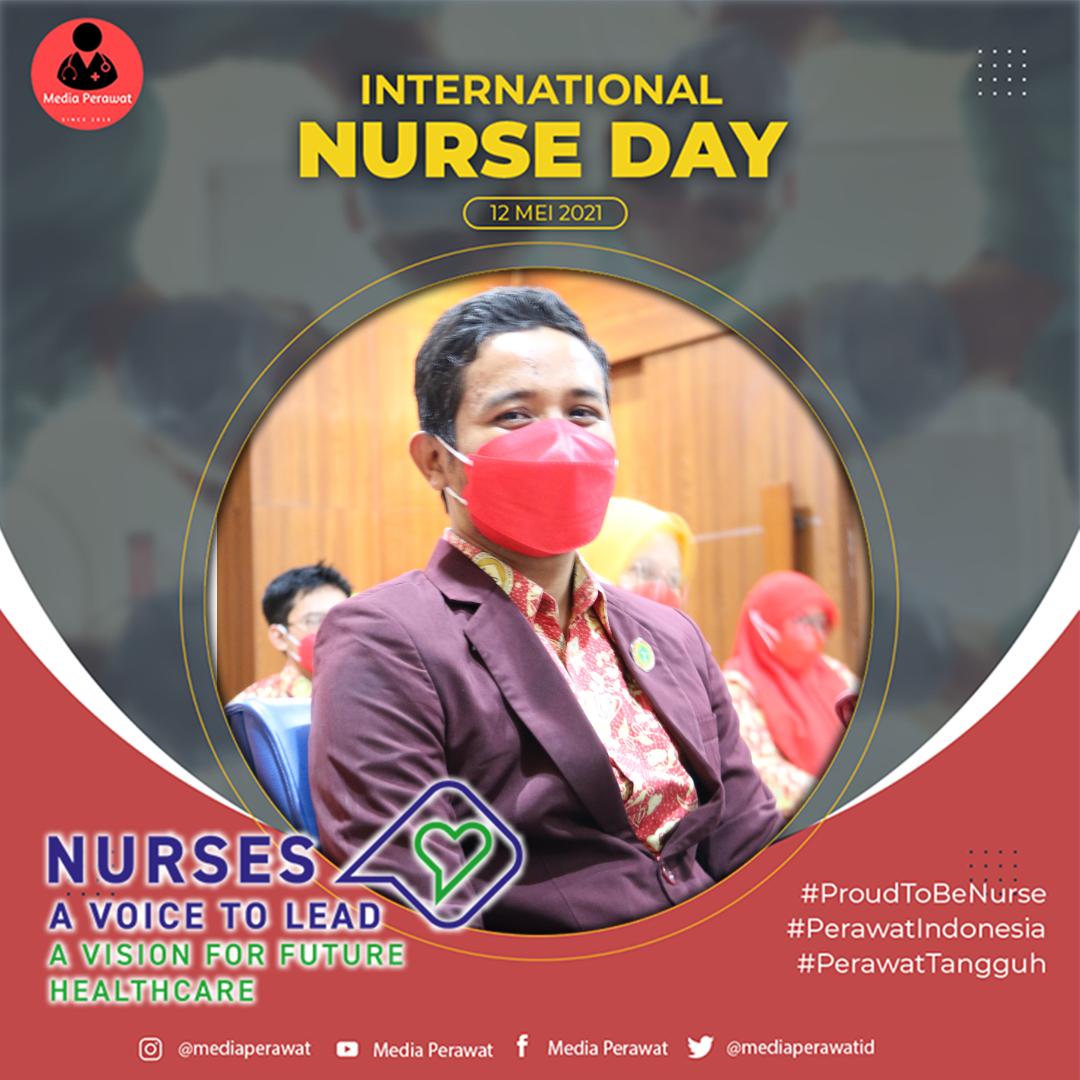 Media Perawat
SINCE 2019
INTERNATIONAL
NURSE DAY
12 MEI 2021
NURSES
A VOICE TO LEAD
A VISION FOR FUTURE
HEALTHCARE
#ProudToBeNurse
#PerawatIndonesia
#PerawatTangguh
@mediaperawat Media Perawat Media Perawat @mediaperawatid